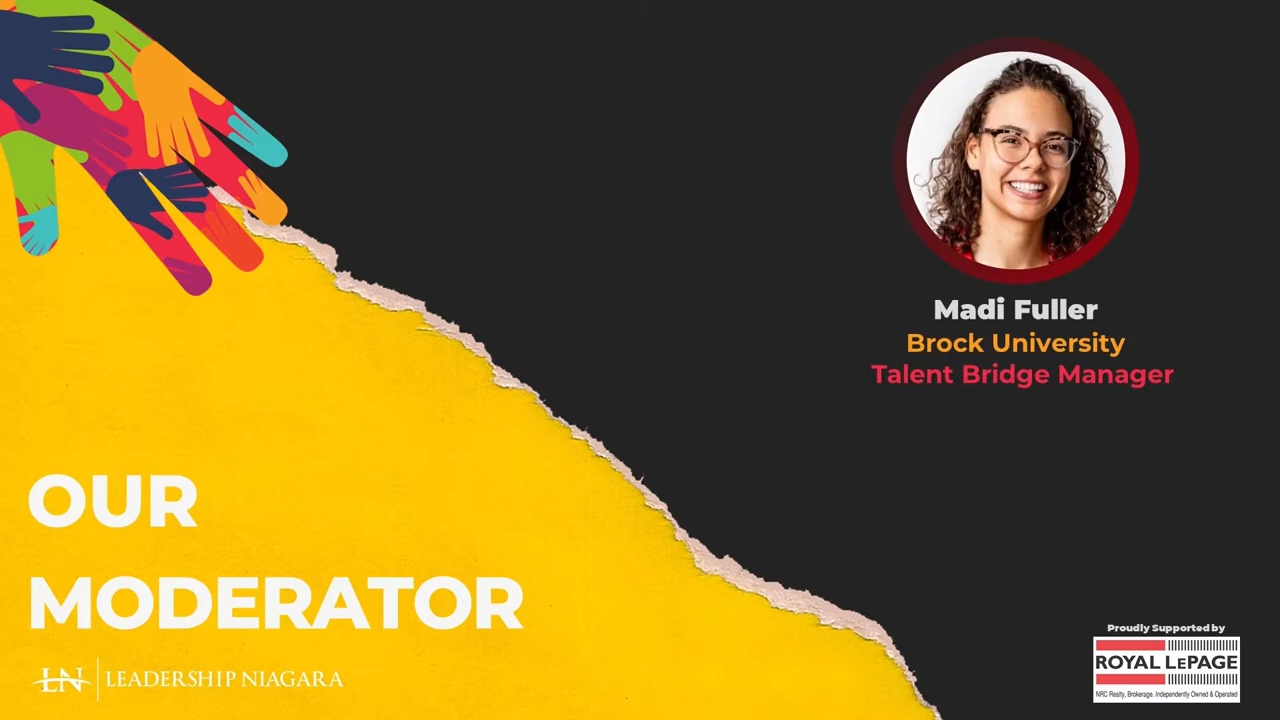 Madi Fuller
Brock University
Talent Bridge Manager
OUR
MODERATOR
LN LEADERSHIP NIAGARA
Proudly Supported by
ROYAL LEPAGE
NRC Realty, Brokerage. Independently Owned & Operated